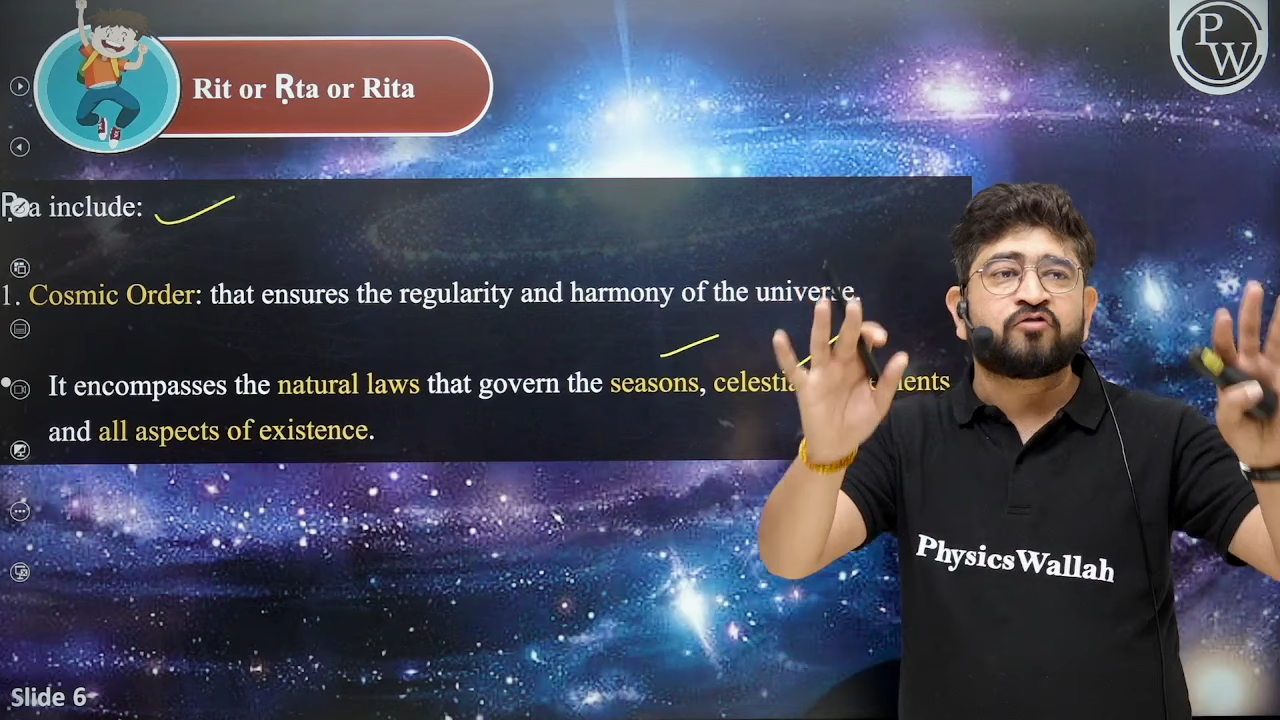 Rit or Ṛta or Rita
PW
a include:
1. Cosmic Order: that ensures the regularity and harmony of the universe.
• It encompasses the natural laws that govern the seasons,
and all aspects of existence.
PhysicsWallah
Slide 6